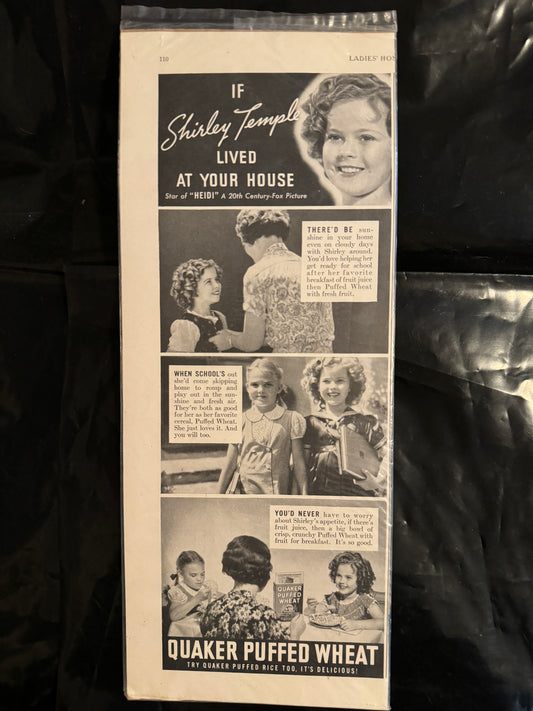 110
LADIES' HO
IF
Shirley Temple
LIVED
AT YOUR HOUSE
Star of "HEIDI" A 20th Century-Fox Picture
THERE'D BE sun-
shine in your home
even on cloudy days
with Shirley around.
You'd love helping her
get ready for school
after her favorite
breakfast of fruit juice
then Puffed Wheat
with fresh fruit.
WHEN SCHOOL'S out
she'd come skipping
home to romp and
play out in the sun-
shine and fresh air.
They're both as good
for her as her favorite
cereal, Puffed Wheat.
She just loves it. And
you will too.
YOU'D NEVER have to worry
about Shirley's appetite, if there's
fruit juice, then a big bowl of
crisp, crunchy Puffed Wheat with
fruit for breakfast. It's so good.
QUAKER
PUFFED
WHEAT
QUAKER PUFFED WHEAT
TRY QUAKER PUFFED RICE TOO, IT'S DELICIOUS!